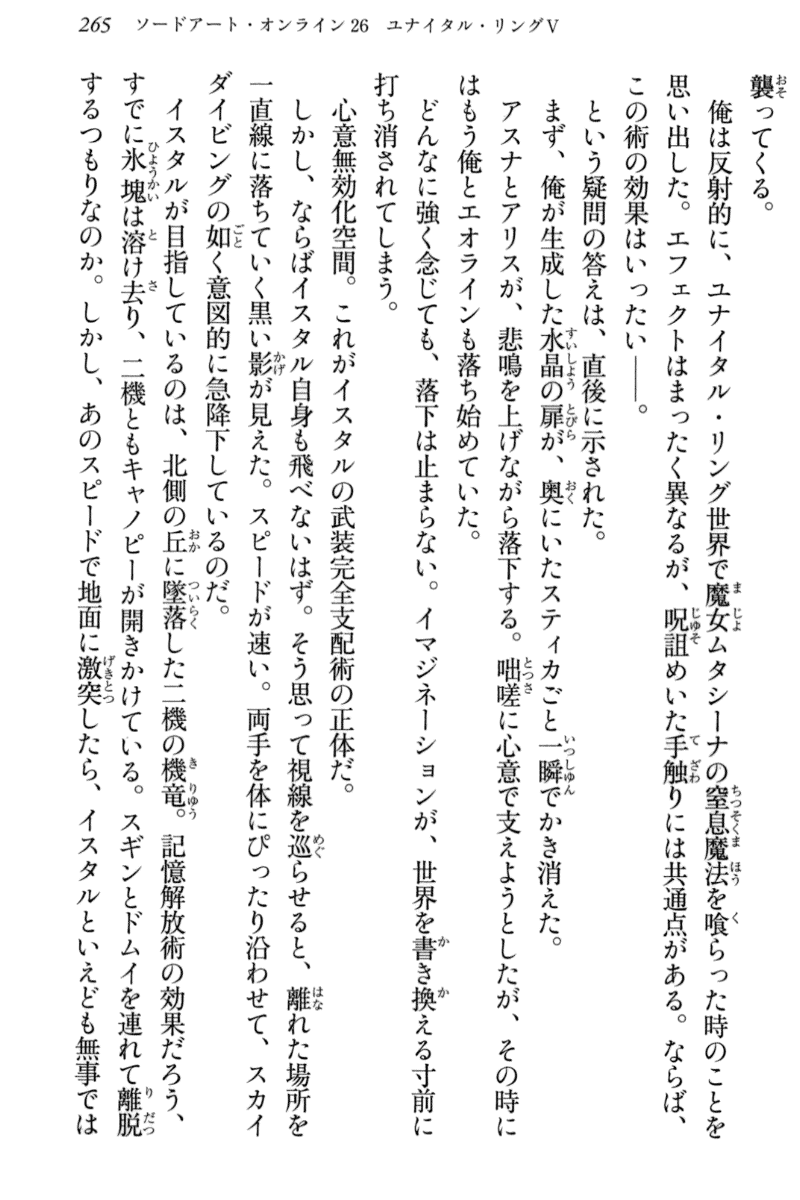 265 ソードアート・オンライン26 ユナイタル・リングⅤ
襲ってくる。
俺は反射的に、ユナイタル・リング世界で魔女ムタシーナの窒息魔法を喰らった時のことを
思い出した。エフェクトはまったく異なるが、呪詛めいた手触りには共通点がある。ならば、
この術の効果はいったい――。
という疑問の答えは、直後に示された。
まず、俺が生成した水晶の扉が、奥にいたスティカごと一瞬でかき消えた。
アスナとアリスが、悲鳴を上げながら落下する。咄嗟に心意で支えようとしたが、その時に
はもう俺とエオラインも落ち始めていた。
どんなに強く念じても、落下は止まらない。イマジネーションが、世界を書き換える寸前に
打ち消されてしまう。
心意無効化空間。これがイスタルの武装完全支配術の正体だ。
しかし、ならばイスタル自身も飛べないはず。そう思って視線を巡らせると、離れた場所を
一直線に落ちていく黒い影が見えた。スピードが速い。両手を体にぴったり沿わせて、スカイ
ダイビングの如く意図的に急降下しているのだ。
イスタルが目指しているのは、北側の丘に墜落した二機の機竜。記憶解放術の効果だろう、
すでに氷塊は溶け去り、二機ともキャノピーが開きかけている。スギンとドムイを連れて離脱
するつもりなのか。しかし、あのスピードで地面に激突したら、イスタルといえども無事では